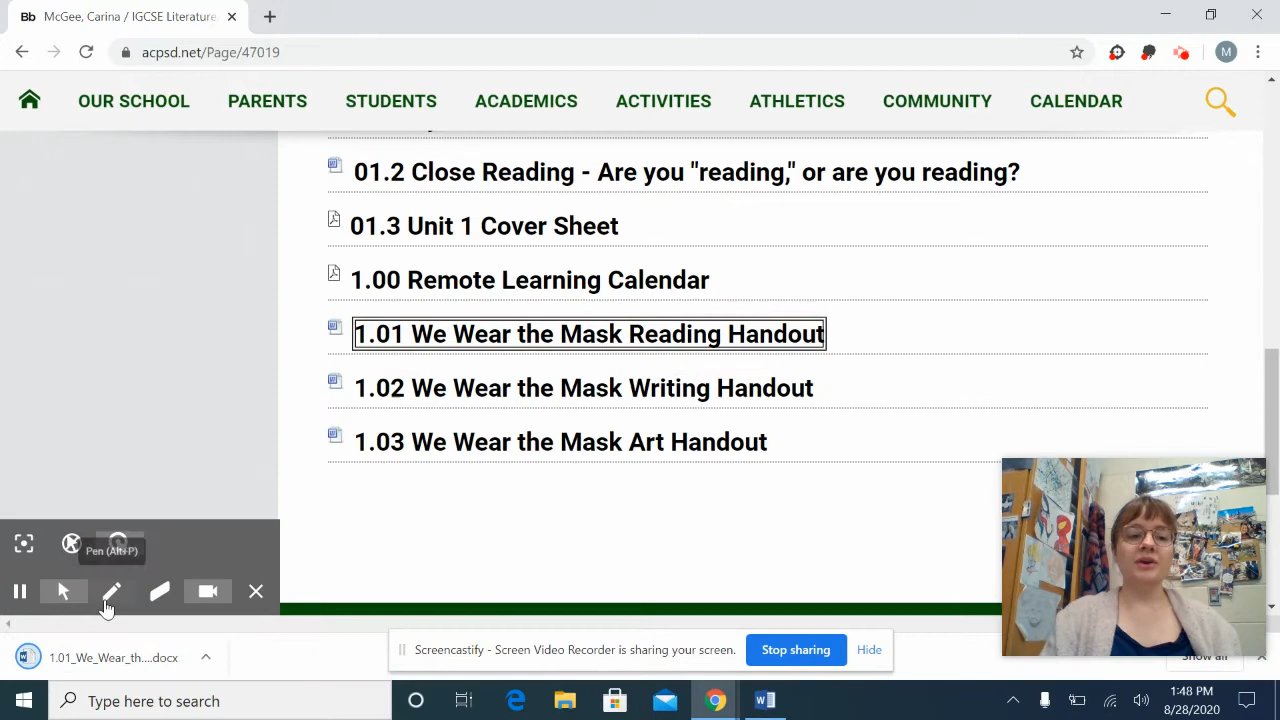 Bb McGee, Carina / IGCSE Literature
acpsd.net/Page/47019
M
OUR SCHOOL PARENTS STUDENTS ACADEMICS ACTIVITIES ATHLETICS COMMUNITY CALENDAR
01.2 Close Reading - Are you "reading," or are you reading?
01.3 Unit 1 Cover Sheet
1.00 Remote Learning Calendar
1.01 We Wear the Mask Reading Handout
1.02 We Wear the Mask Writing Handout
1.03 We Wear the Mask Art Handout
Pen (Alt+P)
1.01_We_Wear_th....docx
Screencastify - Screen Video Recorder is sharing your screen.
Stop sharing
Hide
Show all
Type here to search
1:48 PM
8/28/2020